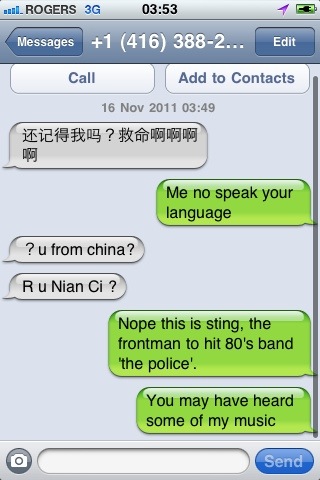 ROGERS 3G 03:53
Messages +1 (416) 388-2... Edit
Call Add to Contacts
16 Nov 2011 03:49
还记得我吗？救命啊啊啊
啊
Me no speak your
language
？u from china?
R u Nian Ci ?
Nope this is sting, the
frontman to hit 80's band
'the police'.
You may have heard
some of my music
Send